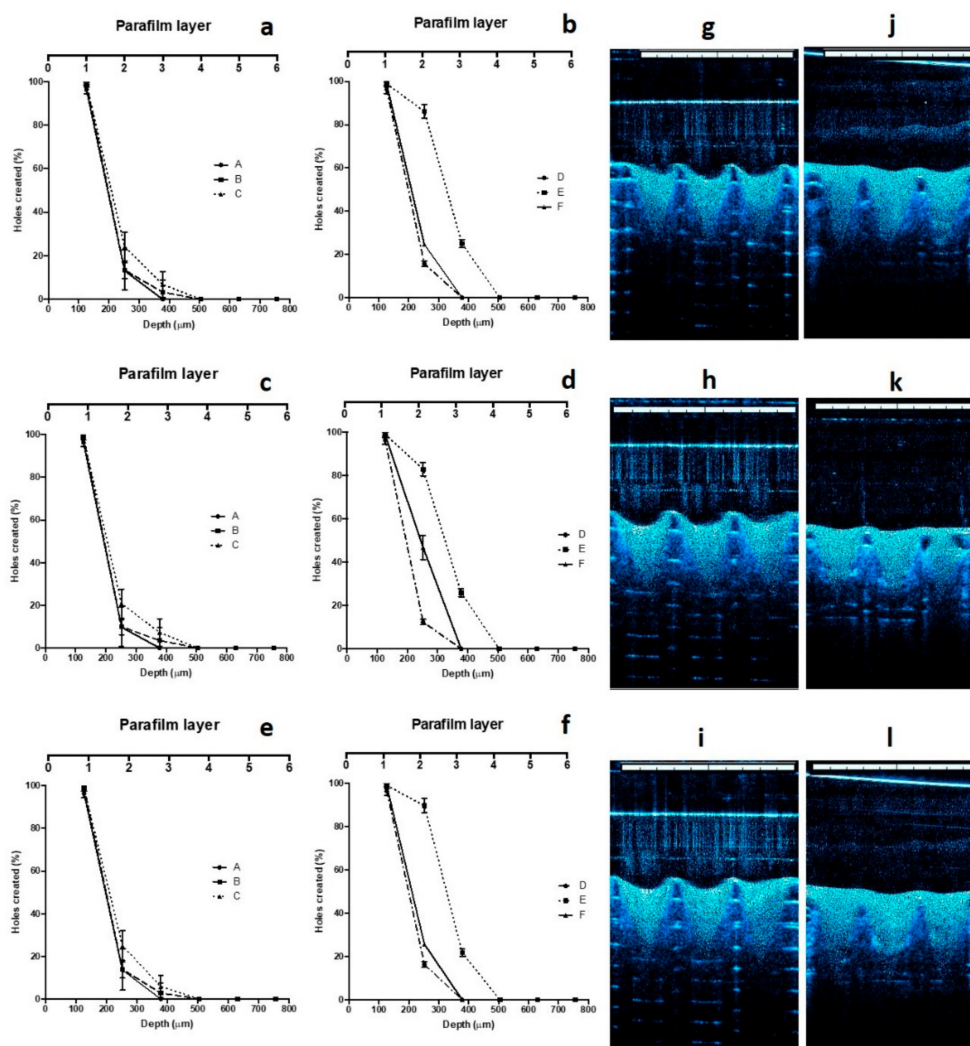 Parafilm layer
a
0 1 2 3 4 5 6
Holes created (%)
100
80
60
40
20
0
A
B
C
0 100 200 300 400 500 600 700 800
Depth (μm)
Parafilm layer
b
0 1 2 3 4 5 6
Holes created (%)
100
80
60
40
20
0
D
E
F
0 100 200 300 400 500 600 700 800
Depth (μm)
g
j
Parafilm layer
c
0 1 2 3 4 5 6
Holes created (%)
100
80
60
40
20
0
A
B
C
0 100 200 300 400 500 600 700 800
Depth (μm)
Parafilm layer
d
0 1 2 3 4 5 6
Holes created (%)
100
80
60
40
20
0
D
E
F
0 100 200 300 400 500 600 700 800
Depth (μm)
h
k
Parafilm layer
e
0 1 2 3 4 5 6
Holes created (%)
100
80
60
40
20
0
A
B
C
0 100 200 300 400 500 600 700 800
Depth (μm)
Parafilm layer
f
0 1 2 3 4 5 6
Holes created (%)
100
80
60
40
20
0
D
E
F
0 100 200 300 400 500 600 700 800
Depth (μm)
i
l